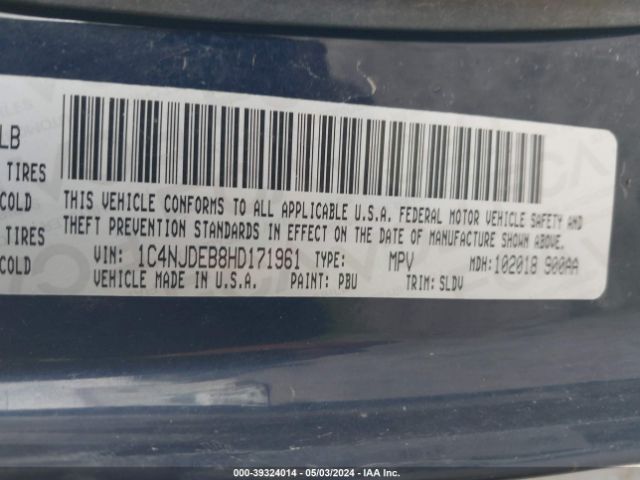 LB
TIRES
COLD
THIS VEHICLE CONFORMS TO ALL APPLICABLE U.S.A. FEDERAL MOTOR VEHICLE SAFETY AND
RES THEFT PREVENTION STANDARDS IN EFFECT ON THE DATE OF MANUFACTURE SHOWN ABOVE.
COLD VIN: 1C4NJDEB8HD171961 TYPE: MPV MDH: 102018 900AA
VEHICLE MADE IN U.S.A. PAINT: PBU TRIM: SLDV
000-39324014 - 05/03/2024 - IAA Inc.